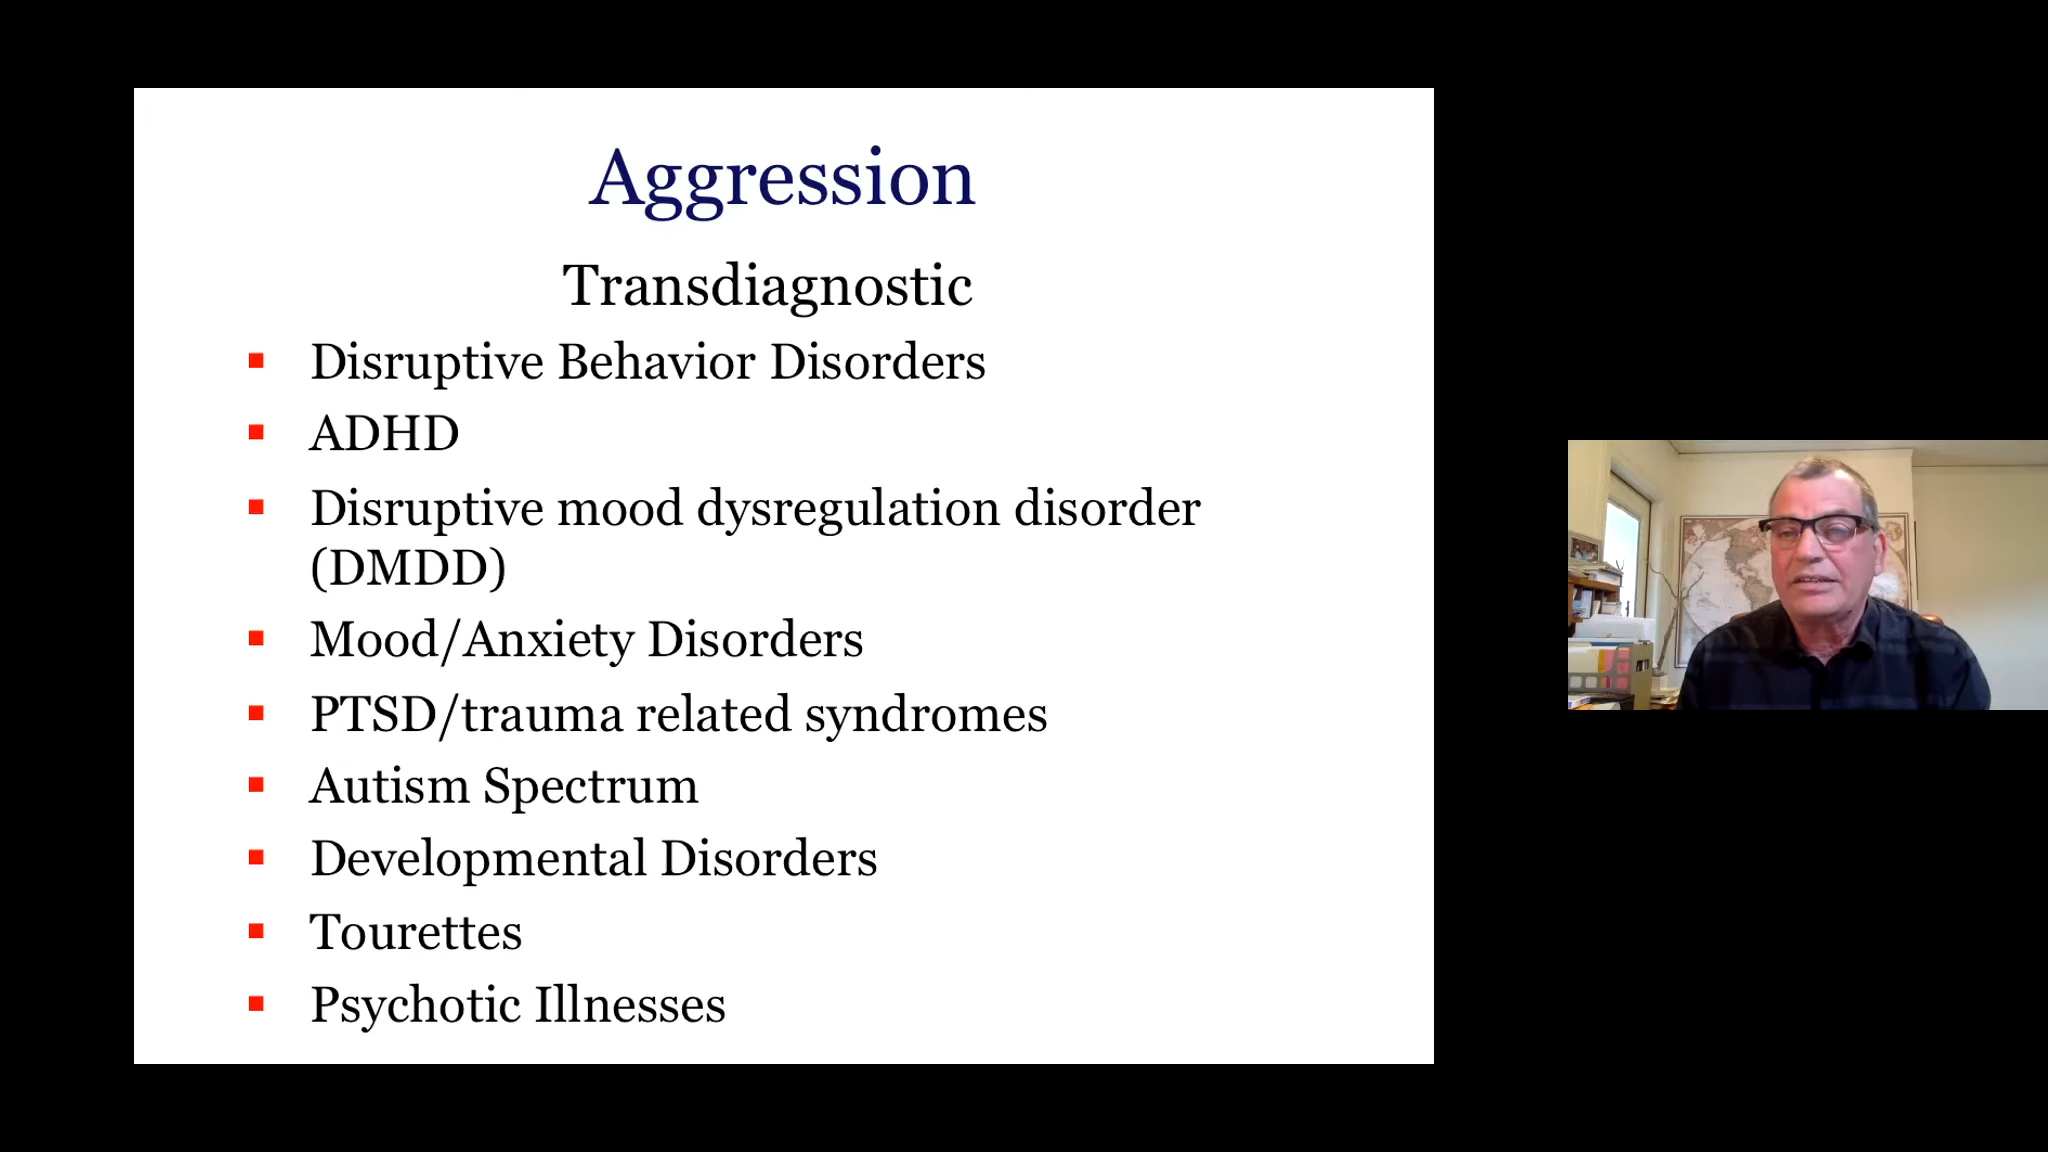 Aggression
Transdiagnostic
Disruptive Behavior Disorders
ADHD
Disruptive mood dysregulation disorder
(DMDD)
Mood/Anxiety Disorders
PTSD/trauma related syndromes
Autism Spectrum
Developmental Disorders
Tourettes
Psychotic Illnesses